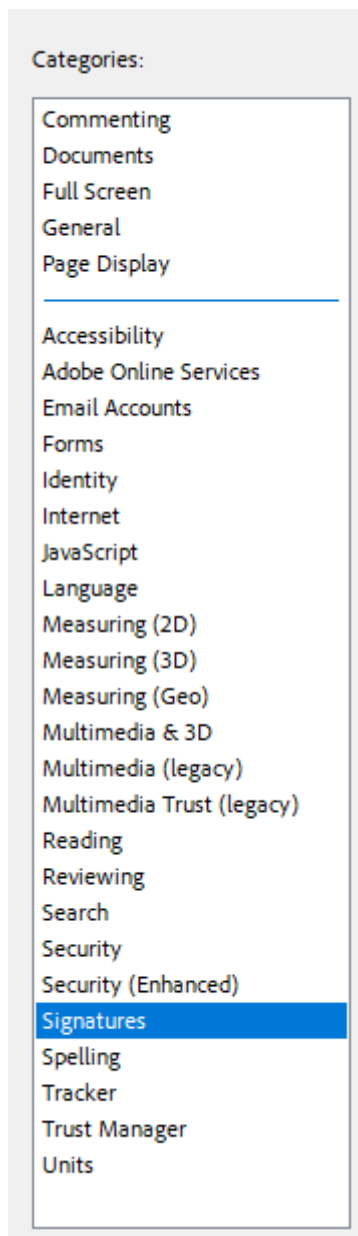 Categories:
Commenting
Documents
Full Screen
General
Page Display
Accessibility
Adobe Online Services
Email Accounts
Forms
Identity
Internet
JavaScript
Language
Measuring (2D)
Measuring (3D)
Measuring (Geo)
Multimedia & 3D
Multimedia (legacy)
Multimedia Trust (legacy)
Reading
Reviewing
Search
Security
Security (Enhanced)
Signatures
Spelling
Tracker
Trust Manager
Units